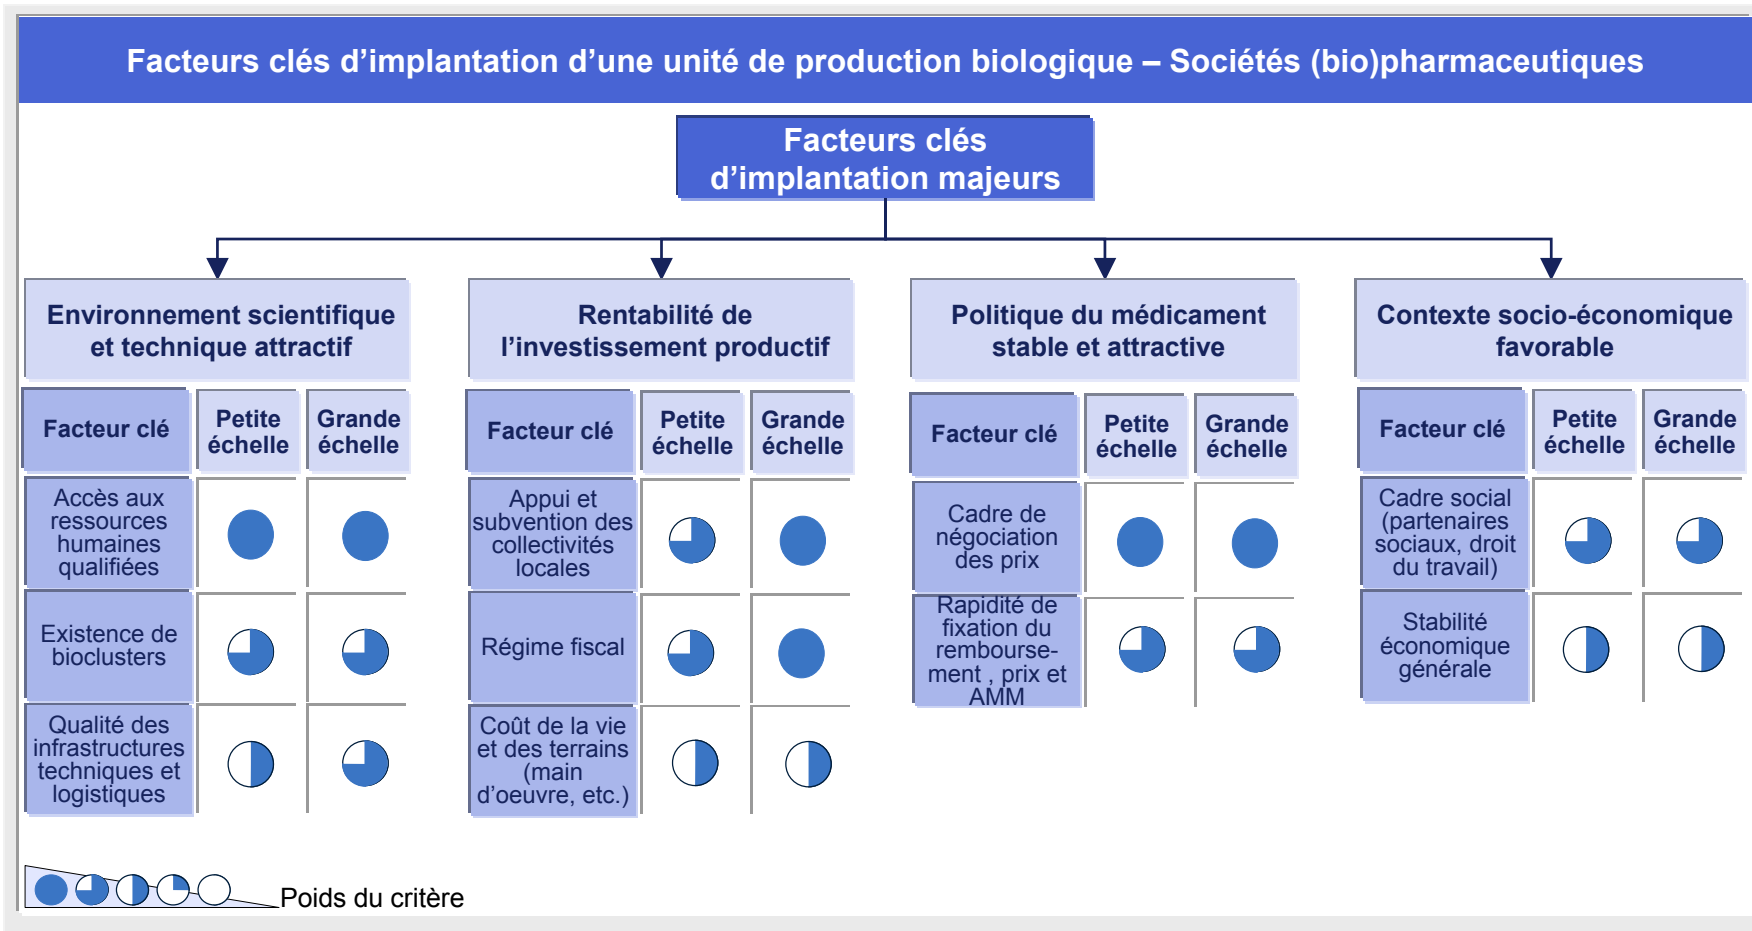 Facteurs clés d’implantation d’une unité de production biologique – Sociétés (bio)pharmaceutiques
Facteurs clés
d’implantation majeurs
Environnement scientifique
et technique attractif
Facteur clé
Petite
échelle
Grande
échelle
Accès aux
ressources
humaines
qualifiées
Existence de
bioclusters
Qualité des
infrastructures
techniques et
logistiques
Rentabilité de
l’investissement productif
Facteur clé
Petite
échelle
Grande
échelle
Appui et
subvention des
collectivités
locales
Régime fiscal
Coût de la vie
et des terrains
(main
d’oeuvre, etc.)
Politique du médicament
stable et attractive
Facteur clé
Petite
échelle
Grande
échelle
Cadre de
négociation
des prix
Rapidité de
fixation du
rembourse-
ment , prix et
AMM
Contexte socio-économique
favorable
Facteur clé
Petite
échelle
Grande
échelle
Cadre social
(partenaires
sociaux, droit
du travail)
Stabilité
économique
générale
Poids du critère